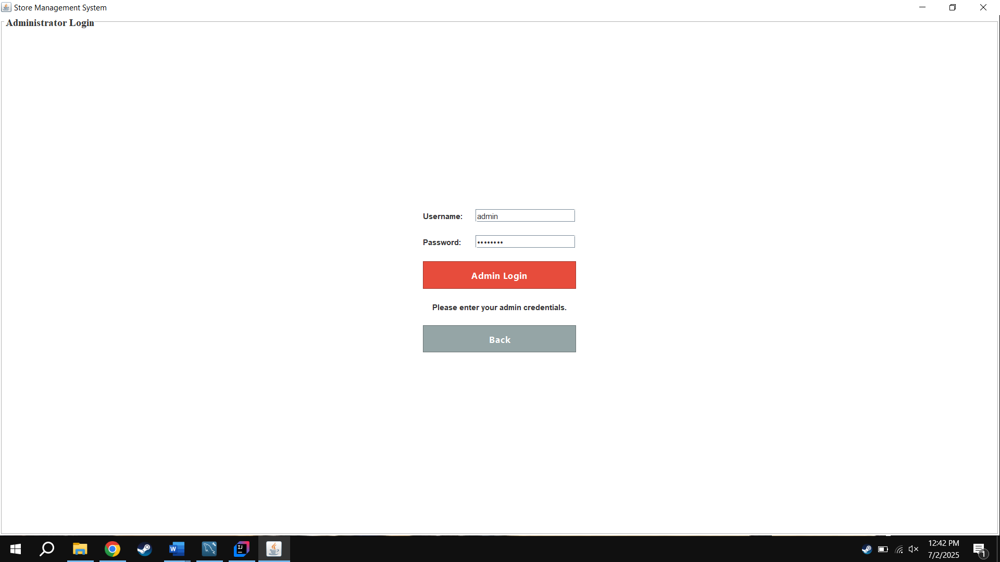 Store Management System
Administrator Login
Username: admin
Password: ••••••••
Admin Login
Please enter your admin credentials.
Back
12:42 PM
7/2/2025
1